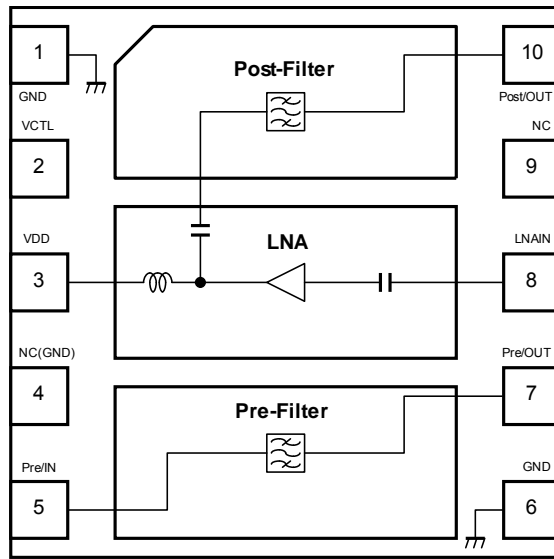 1
GND
VCTL
2
VDD
3
NC(GND)
4
Pre/IN
5
Post-Filter
LNA
Pre-Filter
10
Post/OUT
NC
9
LNAIN
8
Pre/OUT
7
GND
6